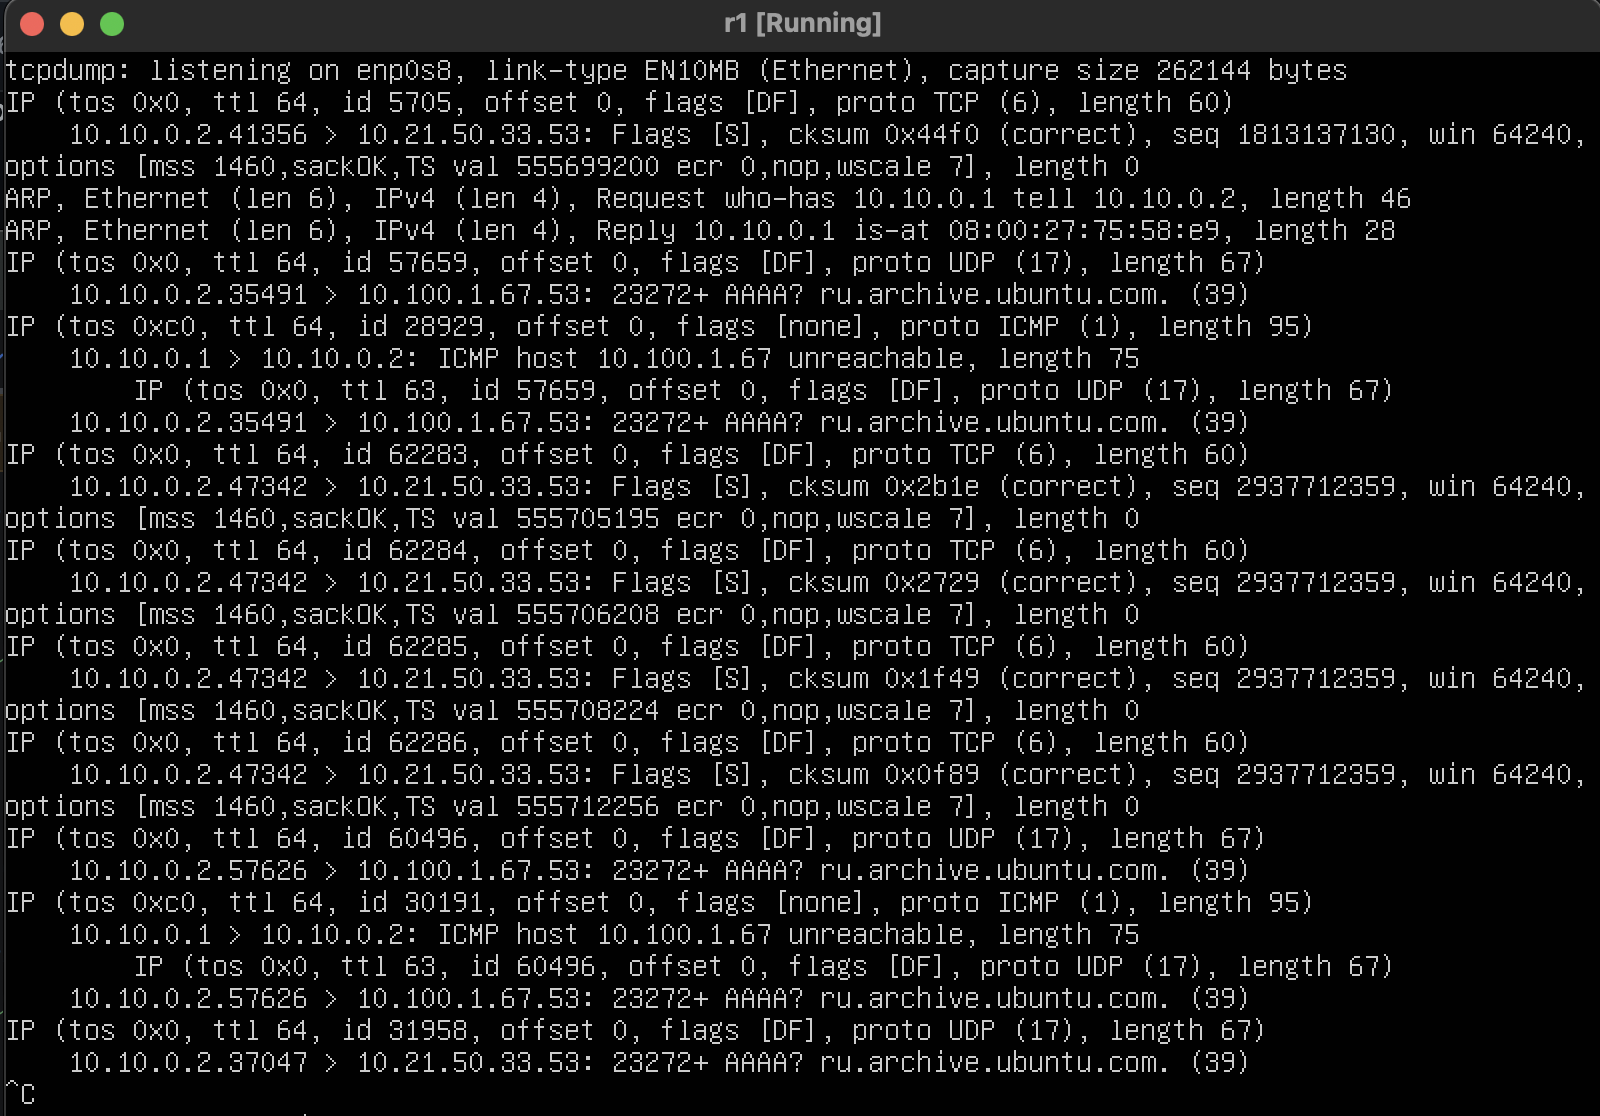 r1 [Running]
tcpdump: listening on enp0s8, link-type EN10MB (Ethernet), capture size 262144 bytes
IP (tos 0x0, ttl 64, id 5705, offset 0, flags [DF], proto TCP (6), length 60)
    10.10.0.2.41356 > 10.21.50.33.53: Flags [S], cksum 0x44f0 (correct), seq 1813137130, win 64240,
options [mss 1460,sackOK,TS val 555699200 ecr 0,nop,wscale 7], length 0
ARP, Ethernet (len 6), IPv4 (len 4), Request who-has 10.10.0.1 tell 10.10.0.2, length 46
ARP, Ethernet (len 6), IPv4 (len 4), Reply 10.10.0.1 is-at 08:00:27:75:58:e9, length 28
IP (tos 0x0, ttl 64, id 57659, offset 0, flags [DF], proto UDP (17), length 67)
    10.10.0.2.35491 > 10.100.1.67.53: 23272+ AAAA? ru.archive.ubuntu.com. (39)
IP (tos 0xc0, ttl 64, id 28929, offset 0, flags [none], proto ICMP (1), length 95)
    10.10.0.1 > 10.10.0.2: ICMP host 10.100.1.67 unreachable, length 75
        IP (tos 0x0, ttl 63, id 57659, offset 0, flags [DF], proto UDP (17), length 67)
    10.10.0.2.35491 > 10.100.1.67.53: 23272+ AAAA? ru.archive.ubuntu.com. (39)
IP (tos 0x0, ttl 64, id 62283, offset 0, flags [DF], proto TCP (6), length 60)
    10.10.0.2.47342 > 10.21.50.33.53: Flags [S], cksum 0x2b1e (correct), seq 2937712359, win 64240,
options [mss 1460,sackOK,TS val 555705195 ecr 0,nop,wscale 7], length 0
IP (tos 0x0, ttl 64, id 62284, offset 0, flags [DF], proto TCP (6), length 60)
    10.10.0.2.47342 > 10.21.50.33.53: Flags [S], cksum 0x2729 (correct), seq 2937712359, win 64240,
options [mss 1460,sackOK,TS val 555706208 ecr 0,nop,wscale 7], length 0
IP (tos 0x0, ttl 64, id 62285, offset 0, flags [DF], proto TCP (6), length 60)
    10.10.0.2.47342 > 10.21.50.33.53: Flags [S], cksum 0x1f49 (correct), seq 2937712359, win 64240,
options [mss 1460,sackOK,TS val 555708224 ecr 0,nop,wscale 7], length 0
IP (tos 0x0, ttl 64, id 62286, offset 0, flags [DF], proto TCP (6), length 60)
    10.10.0.2.47342 > 10.21.50.33.53: Flags [S], cksum 0x0f89 (correct), seq 2937712359, win 64240,
options [mss 1460,sackOK,TS val 555712256 ecr 0,nop,wscale 7], length 0
IP (tos 0x0, ttl 64, id 60496, offset 0, flags [DF], proto UDP (17), length 67)
    10.10.0.2.57626 > 10.100.1.67.53: 23272+ AAAA? ru.archive.ubuntu.com. (39)
IP (tos 0xc0, ttl 64, id 30191, offset 0, flags [none], proto ICMP (1), length 95)
    10.10.0.1 > 10.10.0.2: ICMP host 10.100.1.67 unreachable, length 75
        IP (tos 0x0, ttl 63, id 60496, offset 0, flags [DF], proto UDP (17), length 67)
    10.10.0.2.57626 > 10.100.1.67.53: 23272+ AAAA? ru.archive.ubuntu.com. (39)
IP (tos 0x0, ttl 64, id 31958, offset 0, flags [DF], proto UDP (17), length 67)
    10.10.0.2.37047 > 10.21.50.33.53: 23272+ AAAA? ru.archive.ubuntu.com. (39)
^C